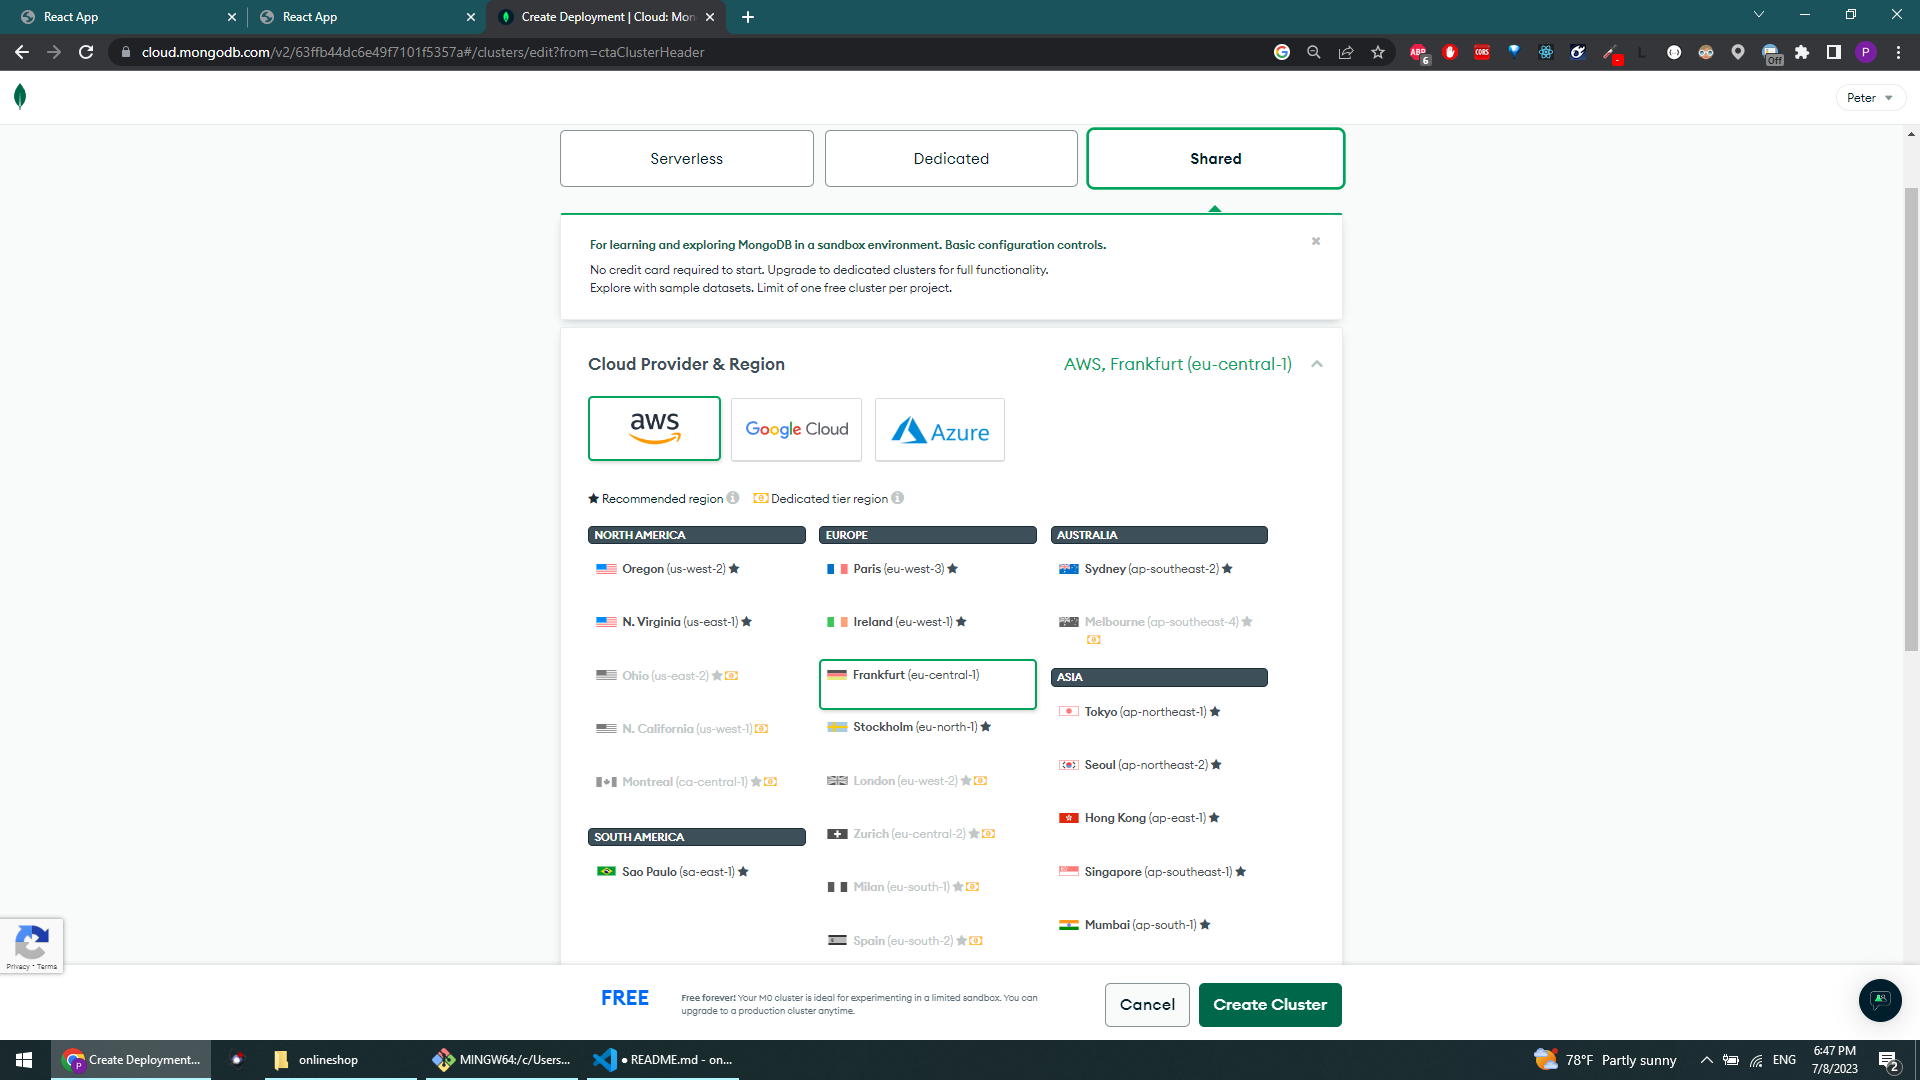 React App
React App
Create Deployment | Cloud: Mon
cloud.mongodb.com/v2/63ffb44dc6e49f7101f5357a#/clusters/edit?from=ctaClusterHeader
ABP
6
CORS
L
Off
P
Peter
Serverless
Dedicated
Shared
For learning and exploring MongoDB in a sandbox environment. Basic configuration controls.
No credit card required to start. Upgrade to dedicated clusters for full functionality.
Explore with sample datasets. Limit of one free cluster per project.
Cloud Provider & Region
AWS, Frankfurt (eu-central-1)
aws
Google Cloud
Azure
Recommended region
Dedicated tier region
NORTH AMERICA
Oregon (us-west-2)
N. Virginia (us-east-1)
Ohio (us-east-2)
N. California (us-west-1)
Montreal (ca-central-1)
SOUTH AMERICA
Sao Paulo (sa-east-1)
EUROPE
Paris (eu-west-3)
Ireland (eu-west-1)
Frankfurt (eu-central-1)
Stockholm (eu-north-1)
London (eu-west-2)
Zurich (eu-central-2)
Milan (eu-south-1)
Spain (eu-south-2)
AUSTRALIA
Sydney (ap-southeast-2)
Melbourne (ap-southeast-4)
ASIA
Tokyo (ap-northeast-1)
Seoul (ap-northeast-2)
Hong Kong (ap-east-1)
Singapore (ap-southeast-1)
Mumbai (ap-south-1)
Privacy - Terms
FREE
Free forever! Your M0 cluster is ideal for experimenting in a limited sandbox. You can
upgrade to a production cluster anytime.
Cancel
Create Cluster
Create Deployment...
onlineshop
MINGW64:/c/Users...
● README.md - on...
78°F Partly sunny
ENG
6:47 PM
7/8/2023
2